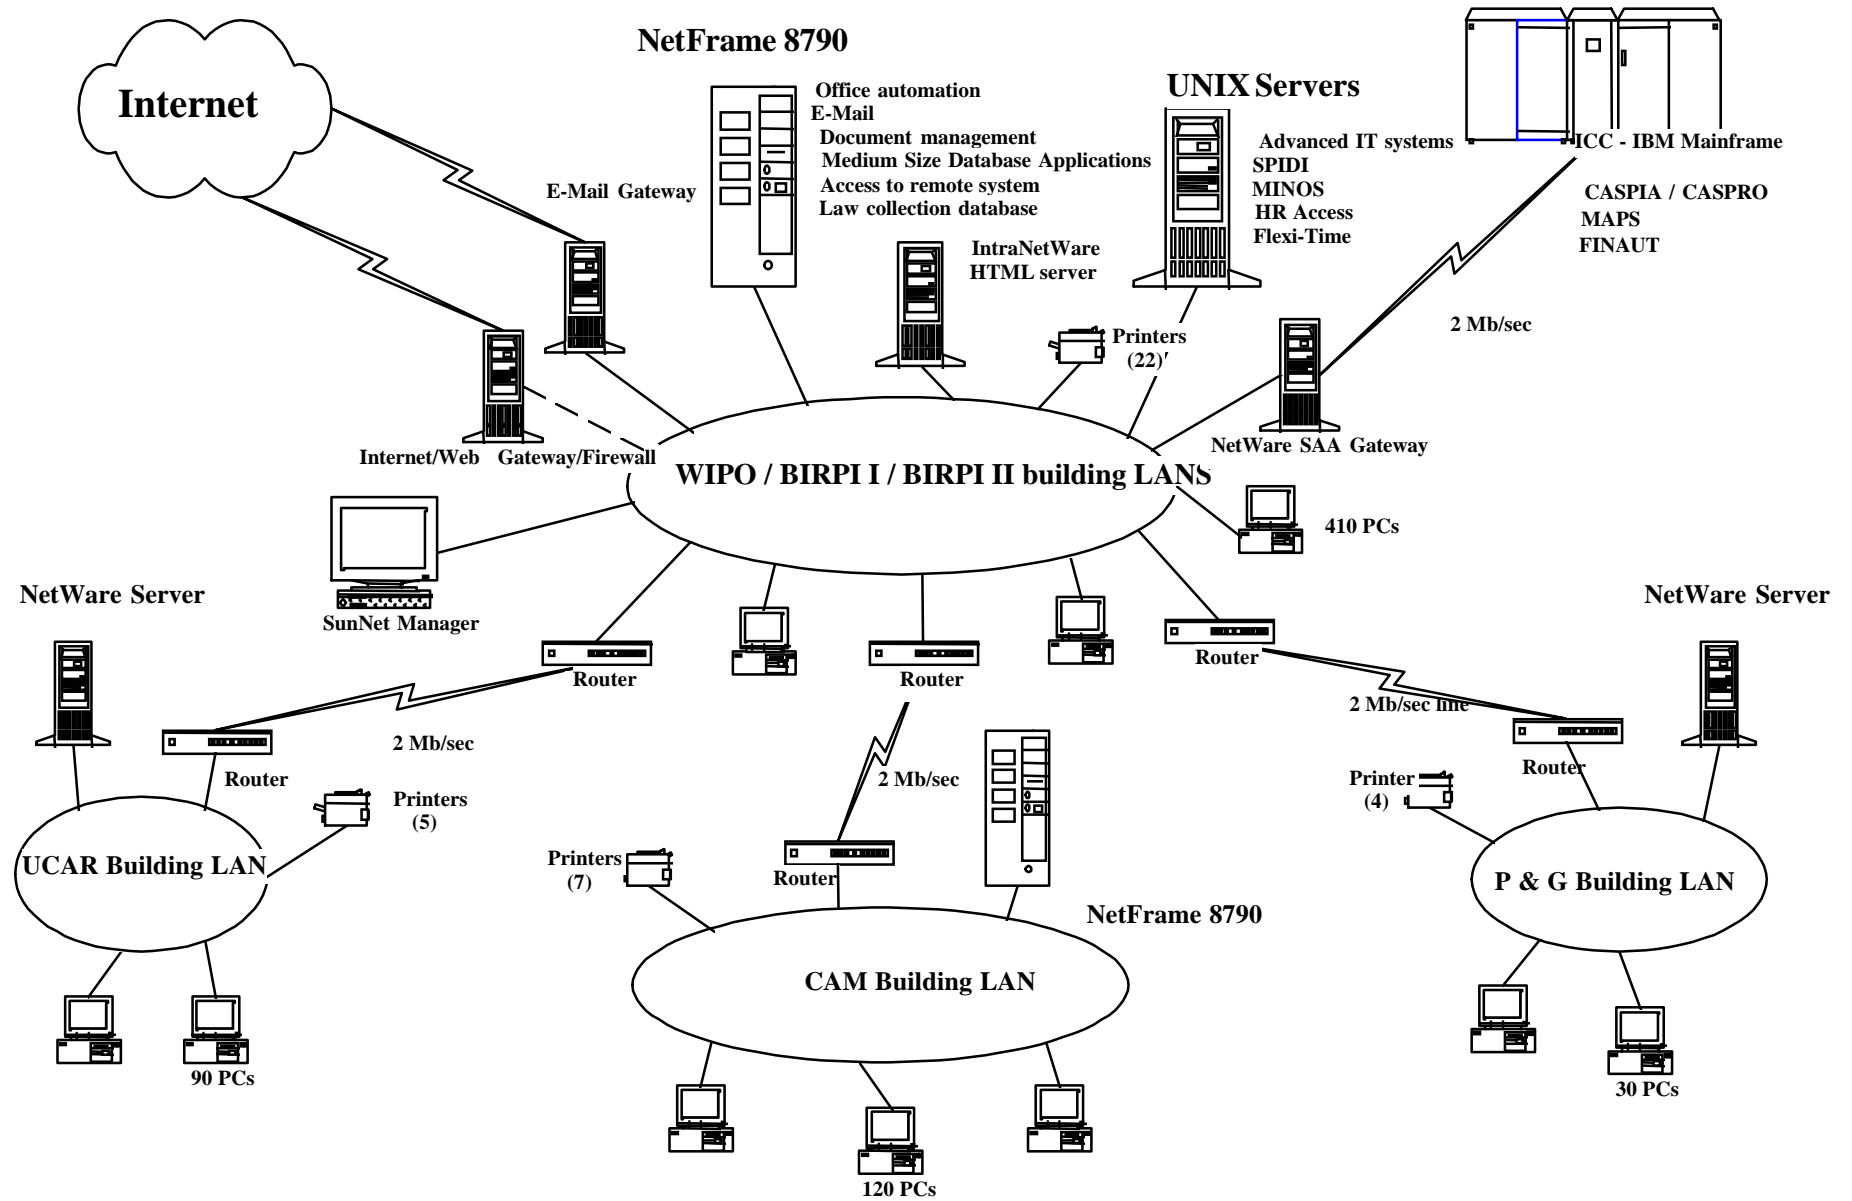 NetFrame 8790
Internet
UNIX Servers
Office automation
E-Mail
Document management
Medium Size Database Applications
Access to remote system
Law collection database
E-Mail Gateway
Advanced IT systems
SPIDI
MINOS
HR Access
Flexi-Time
ICC - IBM Mainframe
CASPIA / CASPRO
MAPS
FINAUT
IntraNetWare
HTML server
Printers
(22)
2 Mb/sec
Internet/Web Gateway/Firewall
NetWare SAA Gateway
WIPO / BIRPI I / BIRPI II building LANS
410 PCs
SunNet Manager
NetWare Server
NetWare Server
Router
Router
Router
2 Mb/sec
2 Mb/sec line
2 Mb/sec
Router
Printers
(5)
Router
Printer
(4)
UCAR Building LAN
Printers
(7)
Router
NetFrame 8790
P & G Building LAN
CAM Building LAN
90 PCs
120 PCs
30 PCs